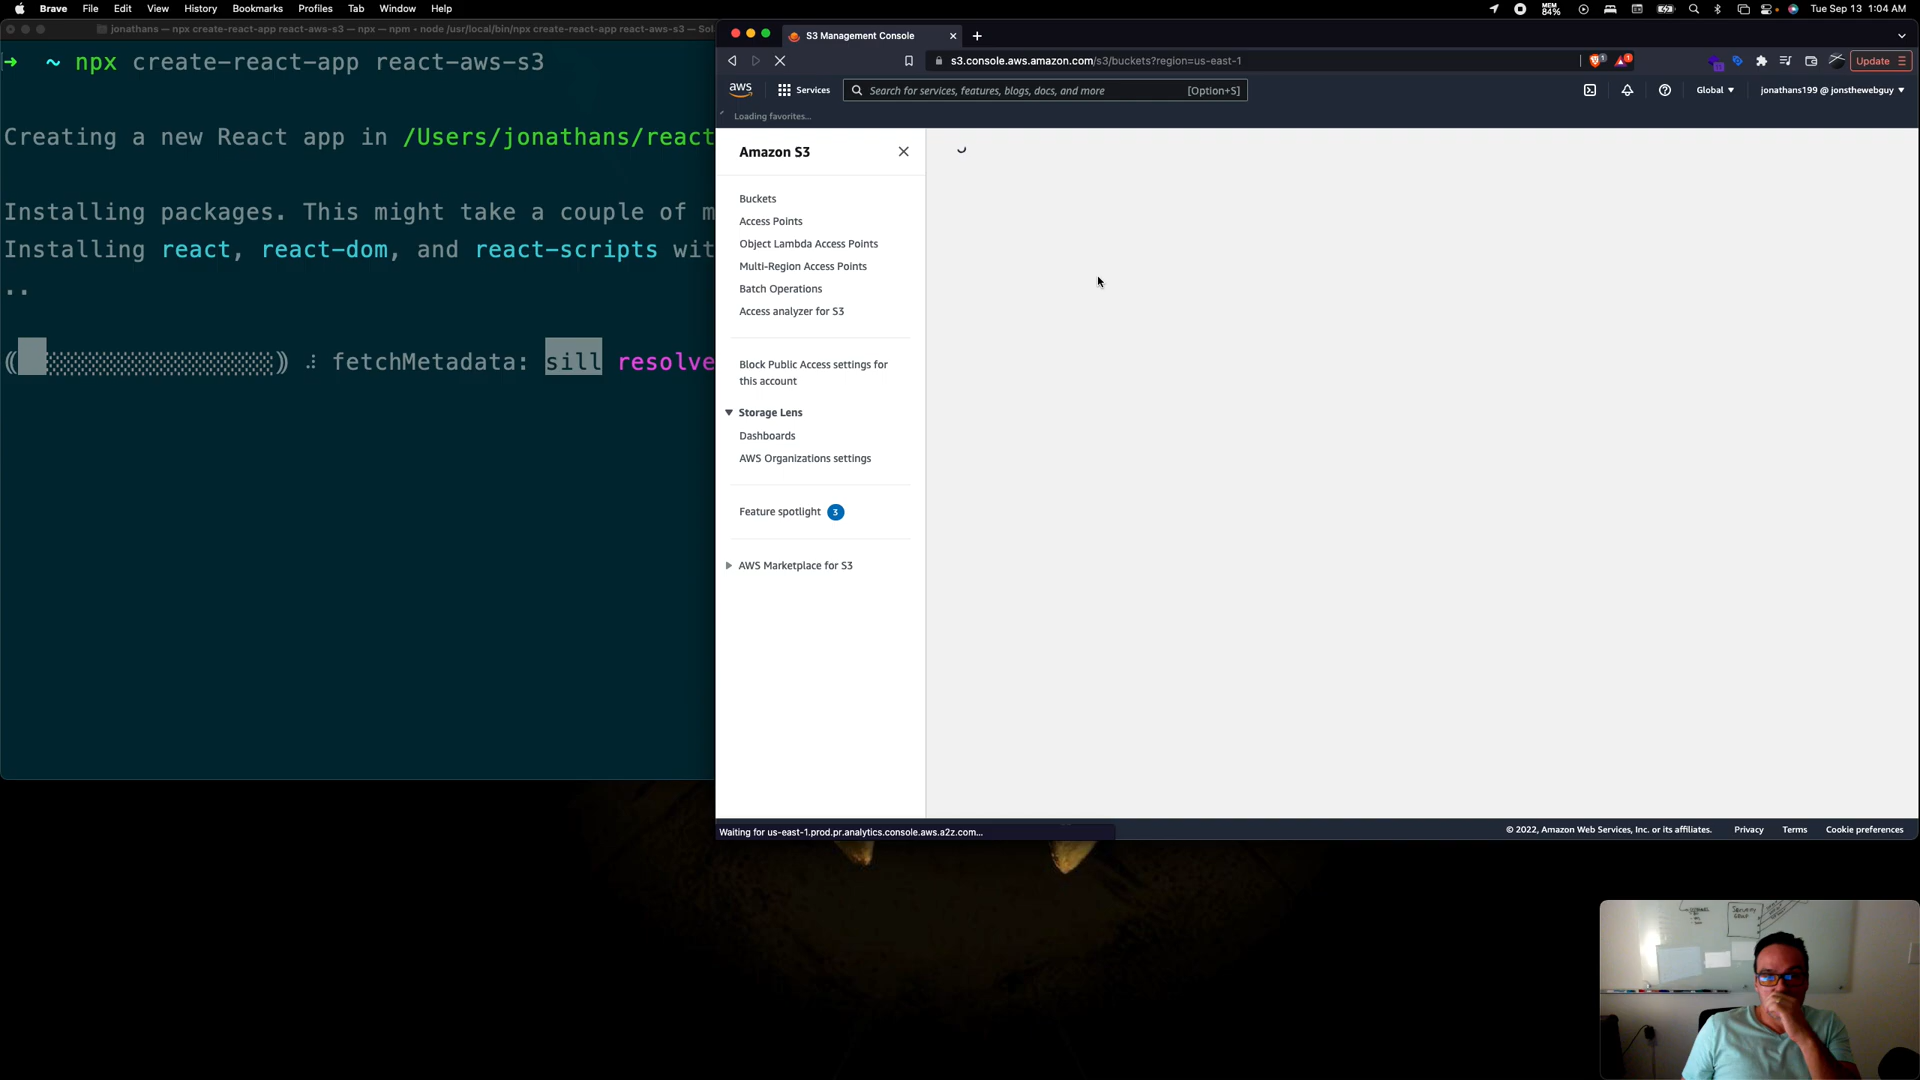 Brave File Edit View History Bookmarks Profiles Tab Window Help
MEM 84%
Tue Sep 13 1:04 AM
jonathans — npx create-react-app react-aws-s3 — npx — npm • node /usr/local/bin/npx create-react-app react-aws-s3 — Sol
➜ ~ npx create-react-app react-aws-s3
Creating a new React app in /Users/jonathans/react
Installing packages. This might take a couple of m
Installing react, react-dom, and react-scripts wit
..
fetchMetadata: sill resolve
S3 Management Console
s3.console.aws.amazon.com/s3/buckets?region=us-east-1
Update
aws
Services
Search for services, features, blogs, docs, and more
[Option+S]
Global
jonathans199 @ jonsthewebguy
Loading favorites...
Amazon S3
Buckets
Access Points
Object Lambda Access Points
Multi-Region Access Points
Batch Operations
Access analyzer for S3
Block Public Access settings for
this account
Storage Lens
Dashboards
AWS Organizations settings
Feature spotlight 3
AWS Marketplace for S3
Waiting for us-east-1.prod.pr.analytics.console.aws.a2z.com...
© 2022, Amazon Web Services, Inc. or its affiliates.
Privacy
Terms
Cookie preferences